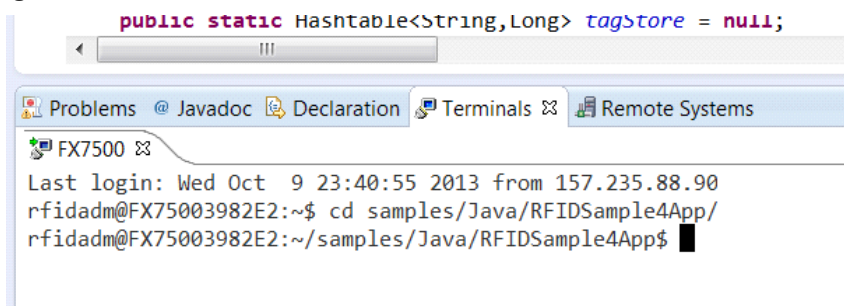 public static Hashtable<String,Long> tagStore = null;
Problems @ Javadoc Declaration Terminals Remote Systems
FX7500
Last login: Wed Oct  9 23:40:55 2013 from 157.235.88.90
rfidadm@FX75003982E2:~$ cd samples/Java/RFIDSample4App/
rfidadm@FX75003982E2:~/samples/Java/RFIDSample4App$